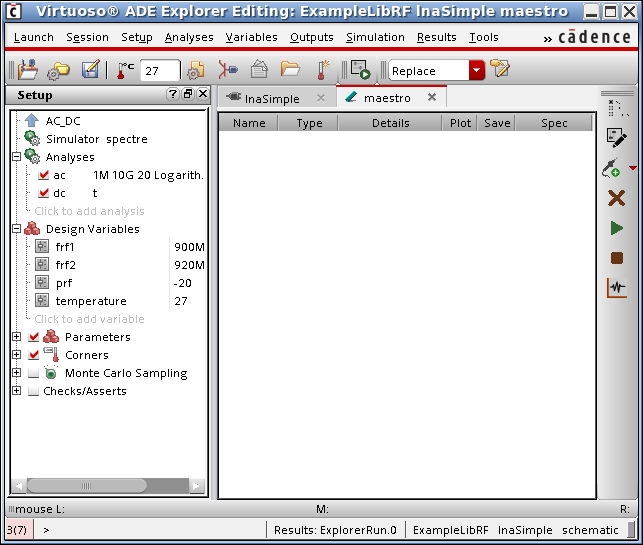 Virtuoso® ADE Explorer Editing: ExampleLibRF lnaSimple maestro
Launch Session Setup Analyses Variables Outputs Simulation Results Tools » cādence
27 Replace
Setup
lnaSimple maestro
Name Type Details Plot Save Spec
AC_DC
Simulator spectre
Analyses
ac 1M 10G 20 Logarith.
dc t
Click to add analysis
Design Variables
frf1 900M
frf2 920M
prf -20
temperature 27
Click to add variable
Parameters
Corners
Monte Carlo Sampling
Checks/Asserts
mouse L: M: R:
3(7) > Results: ExplorerRun.0 ExampleLibRF lnaSimple schematic